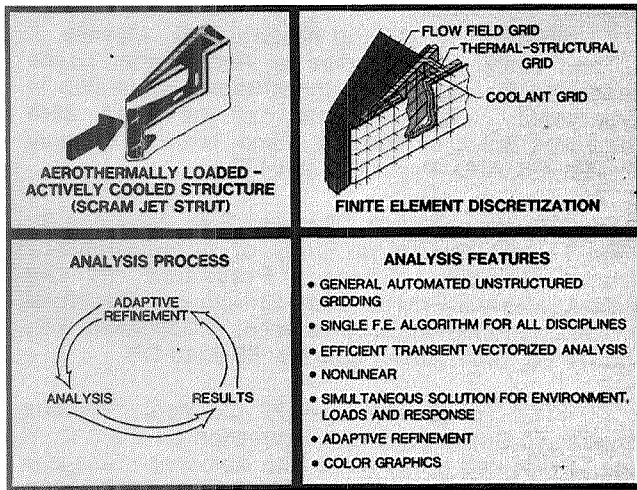 AEROTHERMALLY LOADED -
ACTIVELY COOLED STRUCTURE
(SCRAM JET STRUT)
FLOW FIELD GRID
THERMAL-STRUCTURAL
GRID
COOLANT GRID
FINITE ELEMENT DISCRETIZATION
ANALYSIS PROCESS
ADAPTIVE
REFINEMENT
ANALYSIS
RESULTS
ANALYSIS FEATURES
• GENERAL AUTOMATED UNSTRUCTURED
GRIDDING
• SINGLE F.E. ALGORITHM FOR ALL DISCIPLINES
• EFFICIENT TRANSIENT VECTORIZED ANALYSIS
• NONLINEAR
• SIMULTANEOUS SOLUTION FOR ENVIRONMENT,
LOADS AND RESPONSE
• ADAPTIVE REFINEMENT
• COLOR GRAPHICS